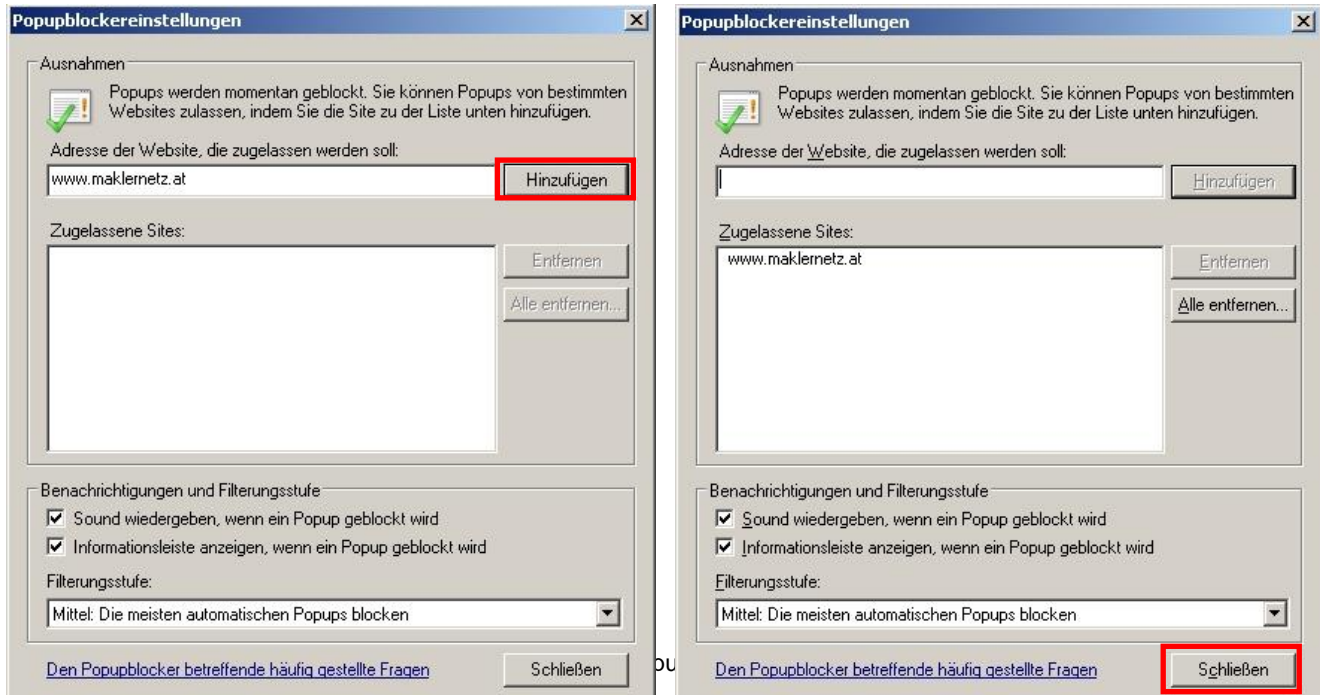 Popupblockereinstellungen
Ausnahmen
Popups werden momentan geblockt. Sie können Popups von bestimmten
Websites zulassen, indem Sie die Site zu der Liste unten hinzufügen.
Adresse der Website, die zugelassen werden soll:
www.maklernetz.at
Hinzufügen
Zugelassene Sites:
Entfernen
Alle entfernen...
Benachrichtigungen und Filterungsstufe
Sound wiedergeben, wenn ein Popup geblockt wird
Informationsleiste anzeigen, wenn ein Popup geblockt wird
Filterungsstufe:
Mittel: Die meisten automatischen Popups blocken
Den Popupblocker betreffende häufig gestellte Fragen
Schließen
Popupblockereinstellungen
Ausnahmen
Popups werden momentan geblockt. Sie können Popups von bestimmten
Websites zulassen, indem Sie die Site zu der Liste unten hinzufügen.
Adresse der Website, die zugelassen werden soll:
Hinzufügen
Zugelassene Sites:
www.maklernetz.at
Entfernen
Alle entfernen...
Benachrichtigungen und Filterungsstufe
Sound wiedergeben, wenn ein Popup geblockt wird
Informationsleiste anzeigen, wenn ein Popup geblockt wird
Filterungsstufe:
Mittel: Die meisten automatischen Popups blocken
Den Popupblocker betreffende häufig gestellte Fragen
Schließen